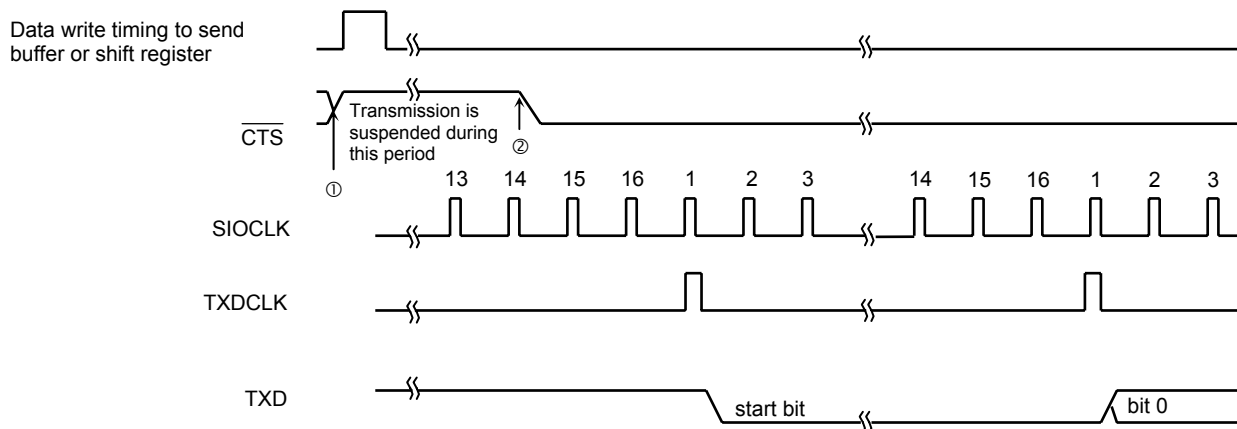 Data write timing to send
buffer or shift register
CTS
Transmission is
suspended during
this period
①
②
13 14 15 16 1 2 3 14 15 16 1 2 3
SIOCLK
TXDCLK
TXD
start bit
bit 0